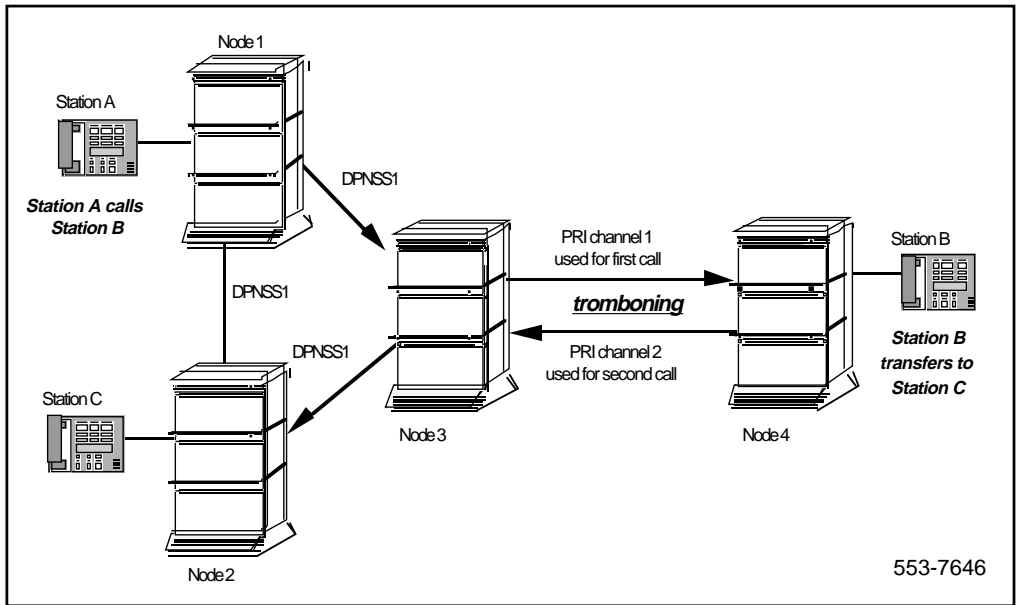 Node 1
Station A
Station A calls
Station B
DPNSS1
PRI channel 1
used for first call
Station B
tromboning
DPNSS1
DPNSS1
PRI channel 2
used for second call
Station B
transfers to
Station C
Station C
Node 3
Node 4
Node 2
553-7646